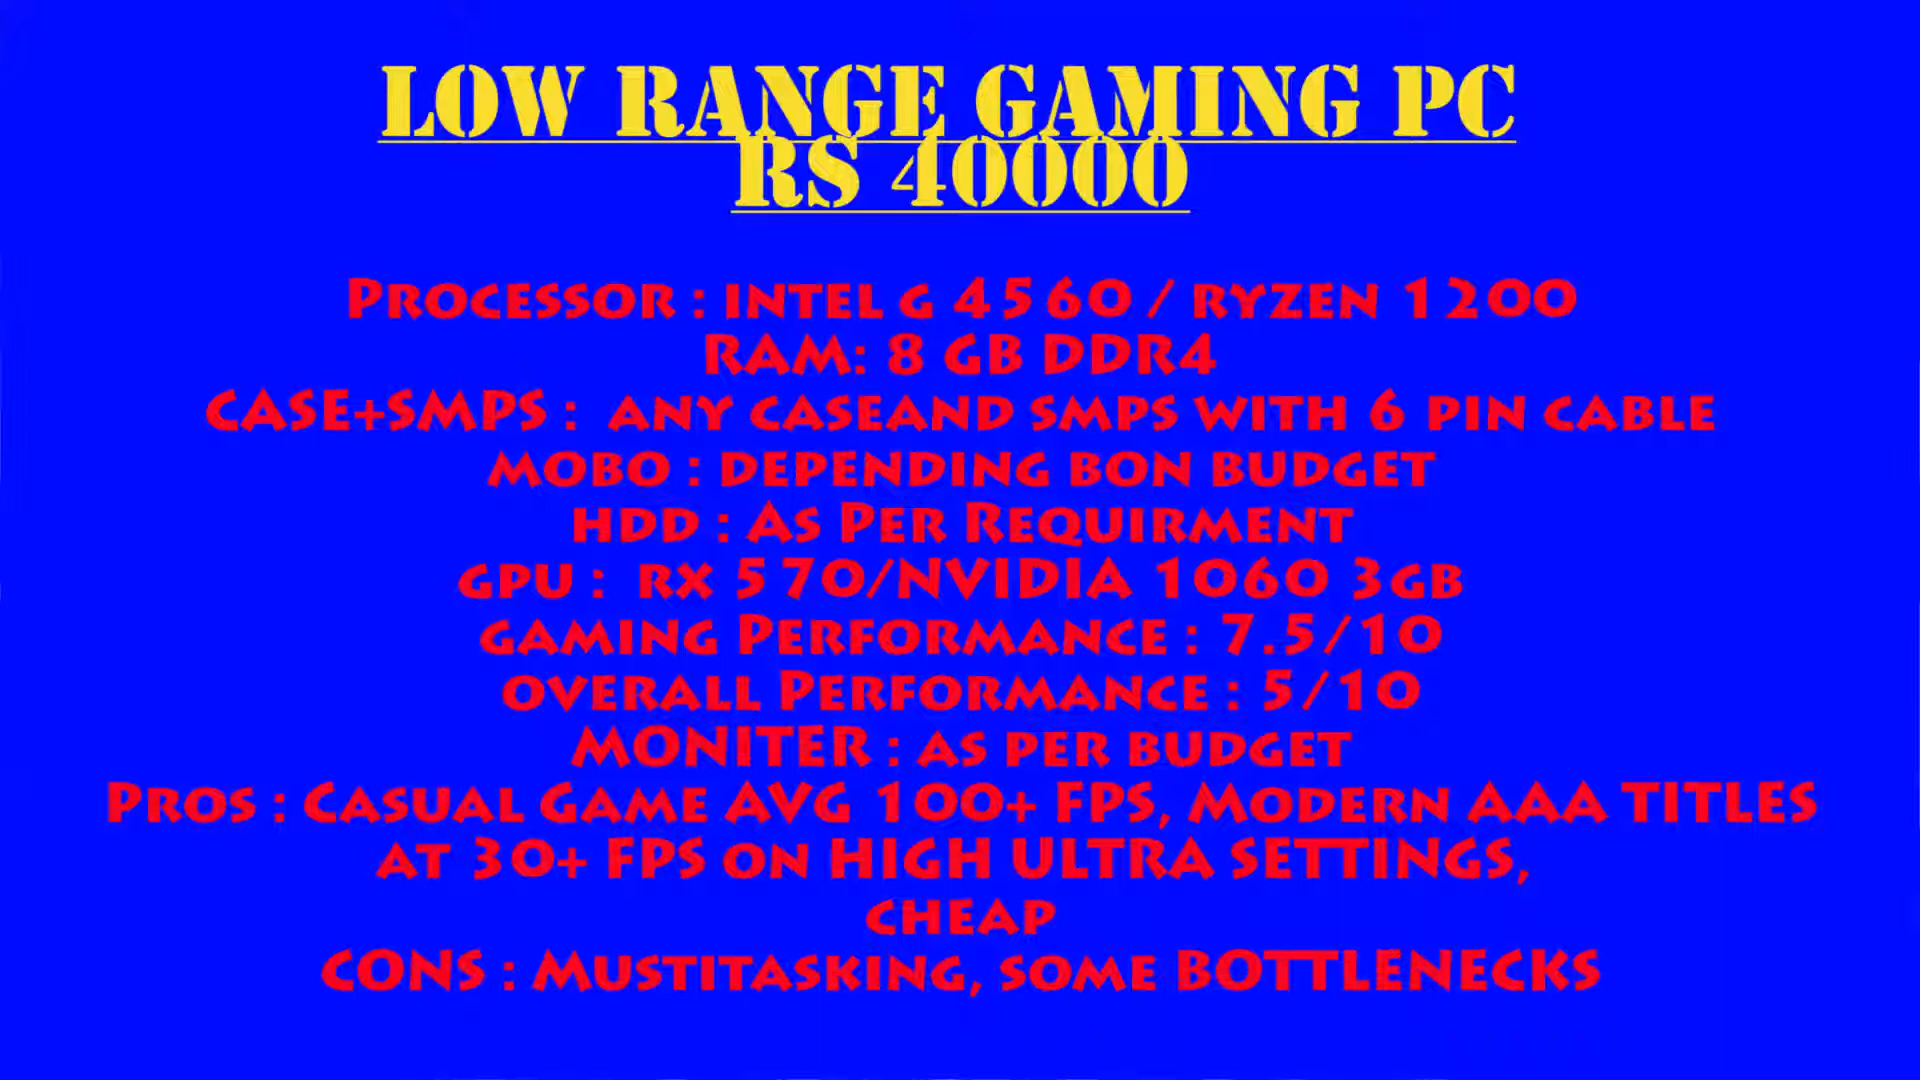 LOW RANGE GAMING PC
RS 40000
PROCESSOR : INTEL G 4560 / RYZEN 1200
RAM: 8 GB DDR4
CASE+SMPS : ANY CASEAND SMPS WITH 6 PIN CABLE
MOBO : DEPENDING BON BUDGET
HDD : AS PER REQUIRMENT
GPU : RX 570/NVIDIA 1060 3GB
GAMING PERFORMANCE : 7.5/10
OVERALL PERFORMANCE : 5/10
MONITER : AS PER BUDGET
PROS : CASUAL GAME AVG 100+ FPS, MODERN AAA TITLES
AT 30+ FPS ON HIGH ULTRA SETTINGS,
CHEAP
CONS : MUSTITASKING, SOME BOTTLENECKS